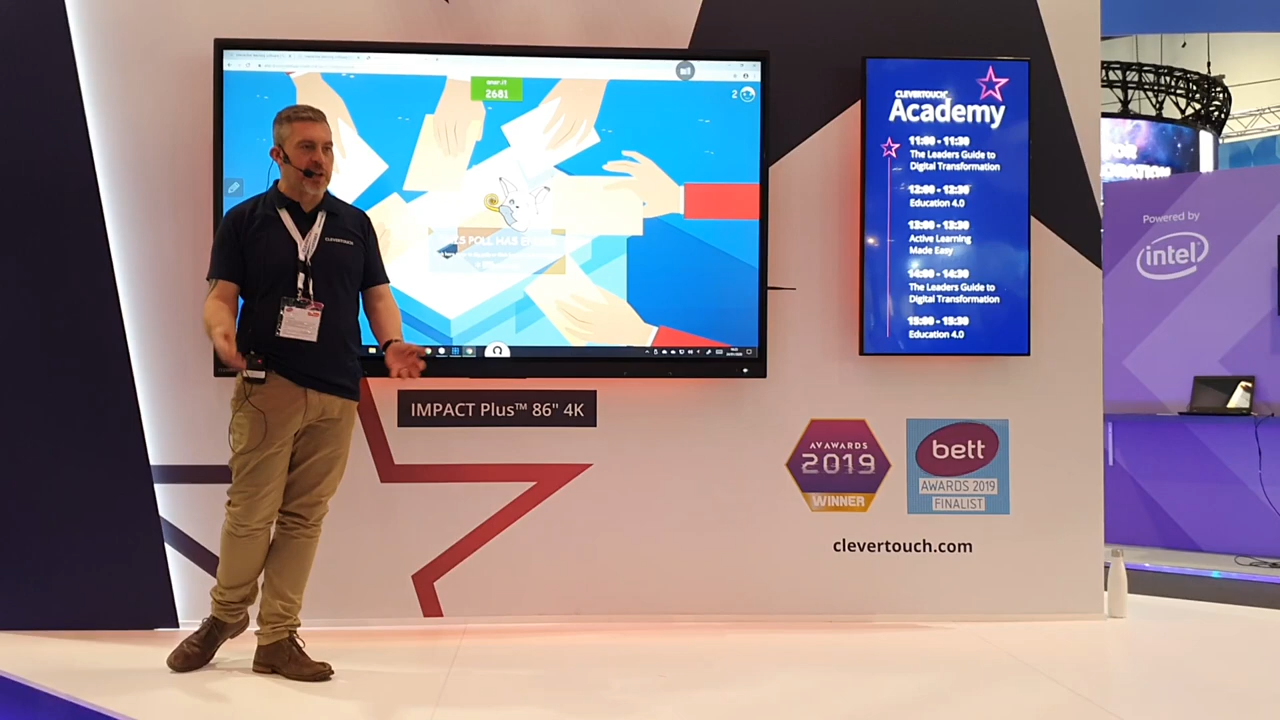 2681
2
CLEVERTOUCH
IMPACT Plus™ 86" 4K
CLEVERTOUCH
Academy
11:00 - 11:30
The Leaders Guide to
Digital Transformation
12:00 - 12:30
Education 4.0
13:00 - 13:30
Active Learning
Made Easy
14:00 - 14:30
The Leaders Guide to
Digital Transformation
15:00 - 15:30
Education 4.0
AV AWARDS
2019
WINNER
bett
AWARDS 2019
FINALIST
clevertouch.com
Powered by
intel